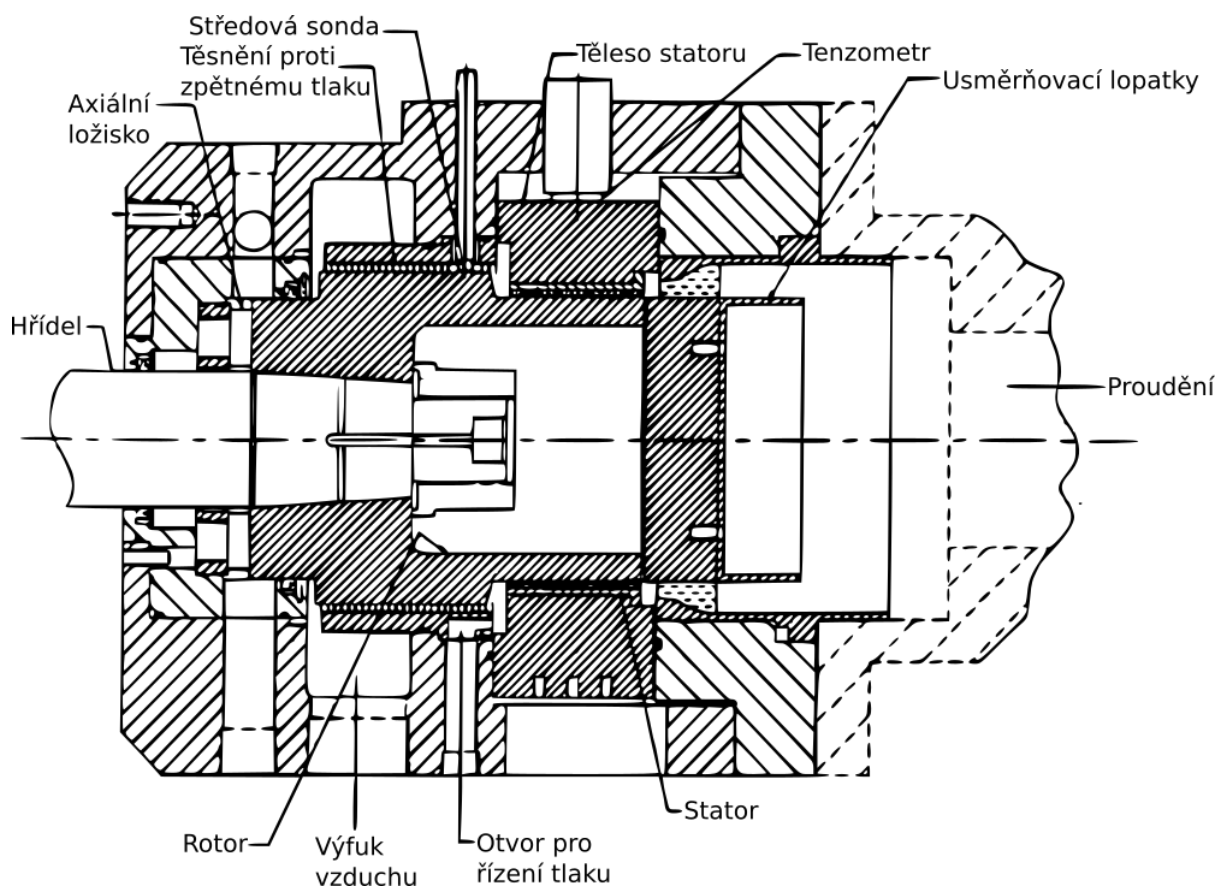 Středová sonda
Těsnění proti
zpětnému tlaku
Axiální
ložisko
Těleso statoru
Tenzometr
Usměrňovací lopatky
Hřídel
Proudění
Rotor
Výfuk
vzduchu
Otvor pro
řízení tlaku
Stator